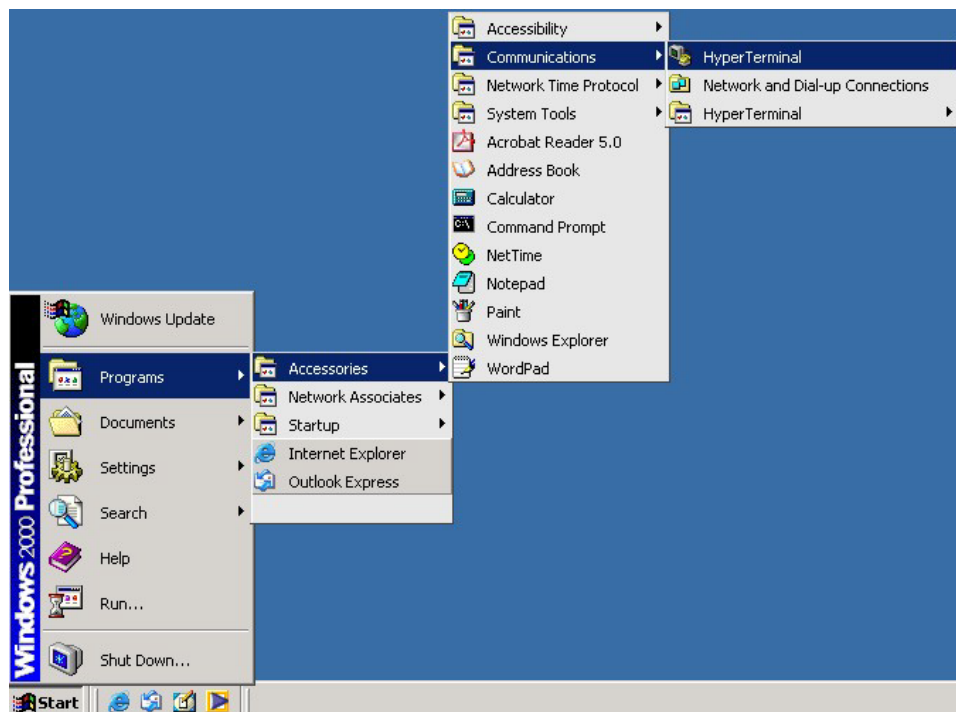 Accessibility
Communications
Network Time Protocol
System Tools
Acrobat Reader 5.0
Address Book
Calculator
Command Prompt
NetTime
Notepad
Paint
Windows Explorer
WordPad
HyperTerminal
Network and Dial-up Connections
HyperTerminal
Windows Update
Programs
Documents
Settings
Search
Help
Run...
Shut Down...
Accessories
Network Associates
Startup
Internet Explorer
Outlook Express
Windows 2000 Professional
Start